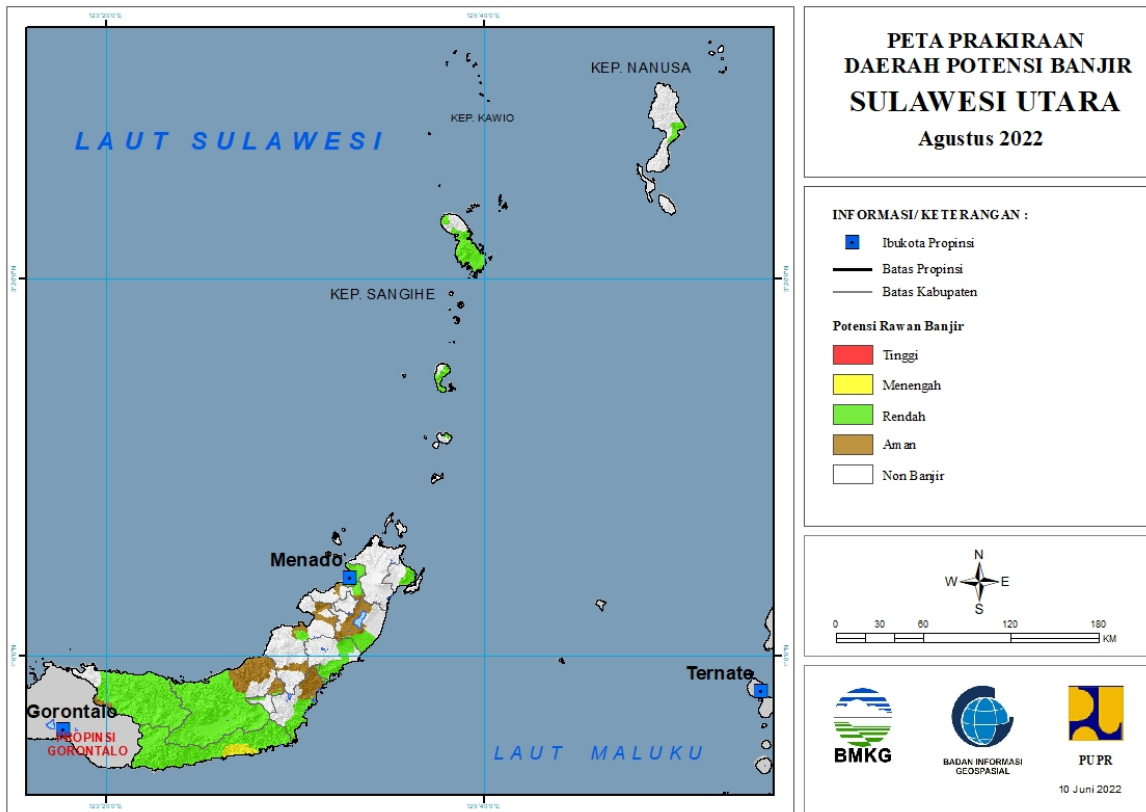 PETA PRAKIRAAN
DAERAH POTENSI BANJIR
SULAWESI UTARA
Agustus 2022
INFORMASI/ KETERANGAN :
Ibukota Propinsi
Batas Propinsi
Batas Kabupaten
Potensi Rawan Banjir
Tinggi
Menengah
Rendah
Aman
Non Banjir
N
W E
S
0 30 60 120 180
KM
BMKG
BADAN INFORMASI
GEOSPASIAL
PUPR
10 Juni 2022
KEP. NANUSA
KEP. KAWIO
LAUT SULAWESI
KEP. SANGIHE
Menado
Ternate
Gorontalo
PROPINSI
GORONTALO
LAUT MALUKU